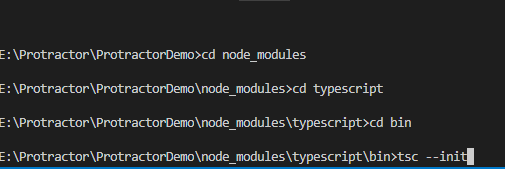 E:\Protractor\ProtractorDemo>cd node_modules
E:\Protractor\ProtractorDemo\node_modules>cd typescript
E:\Protractor\ProtractorDemo\node_modules\typescript>cd bin
E:\Protractor\ProtractorDemo\node_modules\typescript\bin>tsc --init